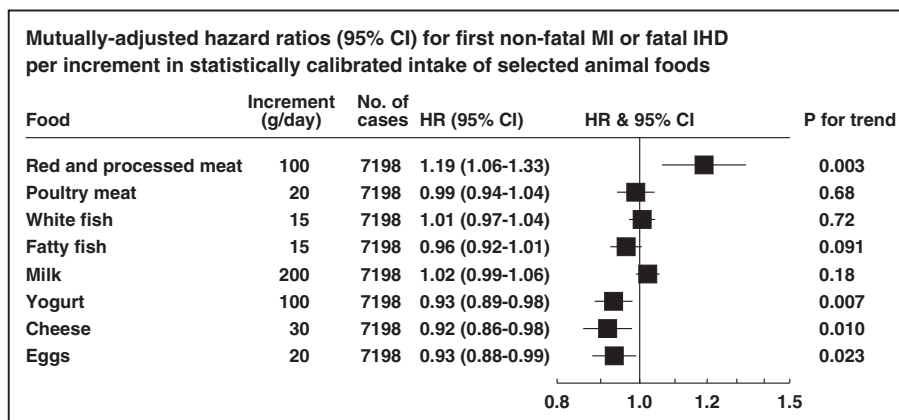 Mutually-adjusted hazard ratios (95% CI) for first non-fatal MI or fatal IHD
per increment in statistically calibrated intake of selected animal foods
Food Increment (g/day) No. of cases HR (95% CI) HR & 95% CI P for trend
Red and processed meat 100 7198 1.19 (1.06-1.33) 0.003
Poultry meat 20 7198 0.99 (0.94-1.04) 0.68
White fish 15 7198 1.01 (0.97-1.04) 0.72
Fatty fish 15 7198 0.96 (0.92-1.01) 0.091
Milk 200 7198 1.02 (0.99-1.06) 0.18
Yogurt 100 7198 0.93 (0.89-0.98) 0.007
Cheese 30 7198 0.92 (0.86-0.98) 0.010
Eggs 20 7198 0.93 (0.88-0.99) 0.023
0.8 1.0 1.2 1.5